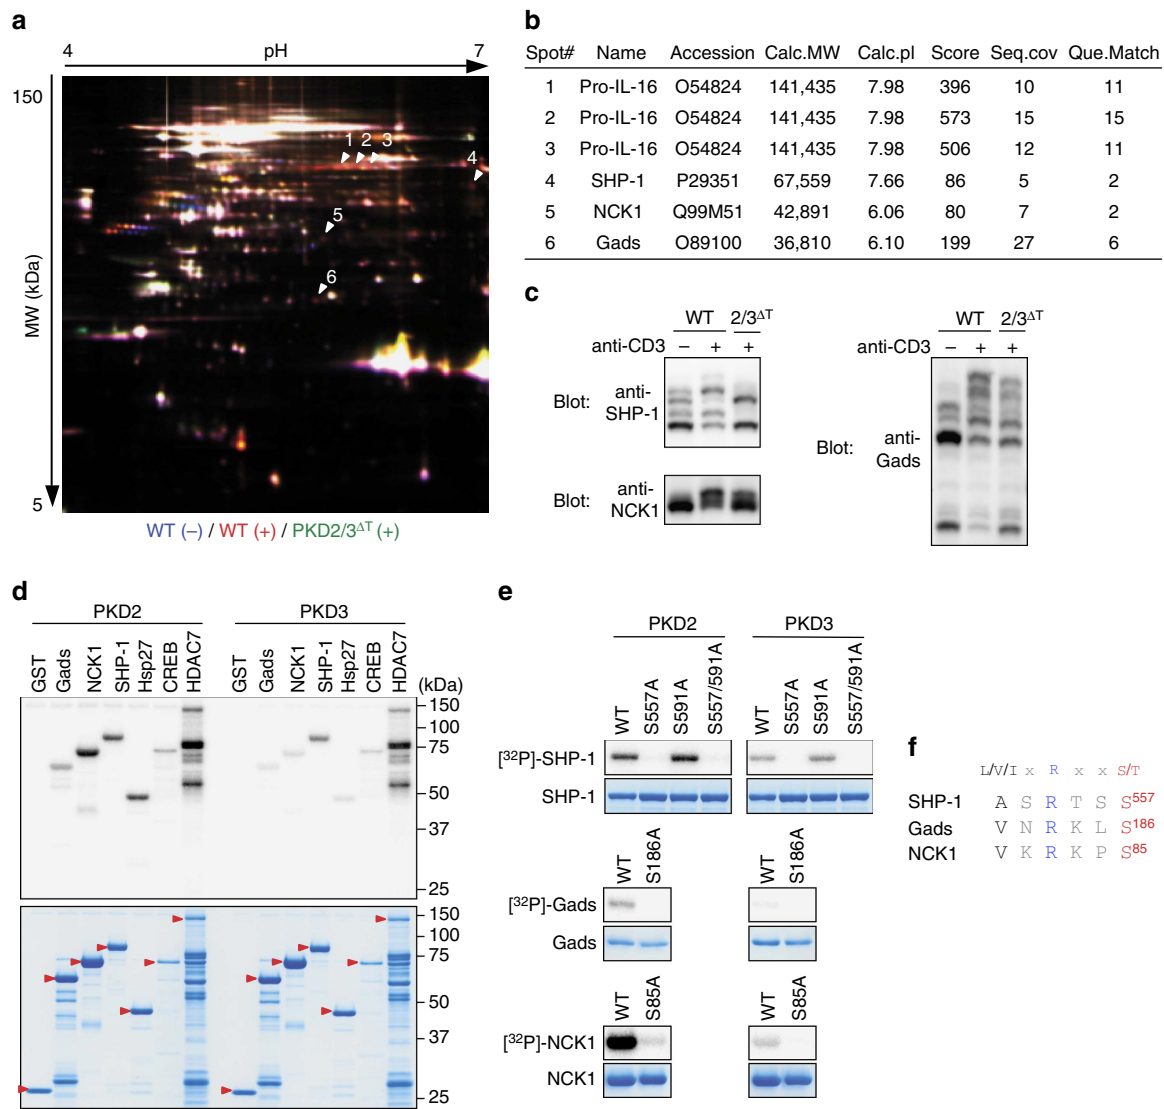 a
4 pH 7
150
MW (kDa)
5
1 2 3
4
5
6
WT (–) / WT (+) / PKD2/3ΔT (+)
b
Spot# Name Accession Calc.MW Calc.pI Score Seq.cov Que.Match
1 Pro-IL-16 O54824 141,435 7.98 396 10 11
2 Pro-IL-16 O54824 141,435 7.98 573 15 15
3 Pro-IL-16 O54824 141,435 7.98 506 12 11
4 SHP-1 P29351 67,559 7.66 86 5 2
5 NCK1 Q99M51 42,891 6.06 80 7 2
6 Gads O89100 36,810 6.10 199 27 6
c
WT 2/3ΔT
anti-CD3 – + +
Blot: anti-
SHP-1
Blot: anti-
NCK1
WT 2/3ΔT
anti-CD3 – + +
Blot: anti-
Gads
d
PKD2 PKD3
GST Gads NCK1 SHP-1 Hsp27 CREB HDAC7 GST Gads NCK1 SHP-1 Hsp27 CREB HDAC7
(kDa)
150
100
75
50
37
25
150
100
75
50
37
25
e
PKD2 PKD3
WT S557A S591A S557/591A WT S557A S591A S557/591A
[³²P]-SHP-1
SHP-1
WT S186A WT S186A
[³²P]-Gads
Gads
WT S85A WT S85A
[³²P]-NCK1
NCK1
f
L/V/I x R x x S/T
SHP-1 A S R T S S⁵⁵⁷
Gads V N R K L S¹⁸⁶
NCK1 V K R K P S⁸⁵